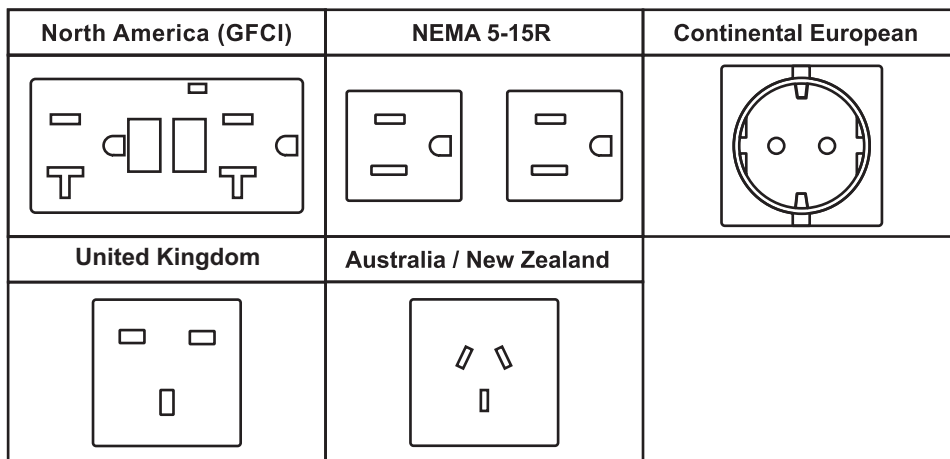 North America (GFCI)
NEMA 5-15R
Continental European
United Kingdom
Australia / New Zealand